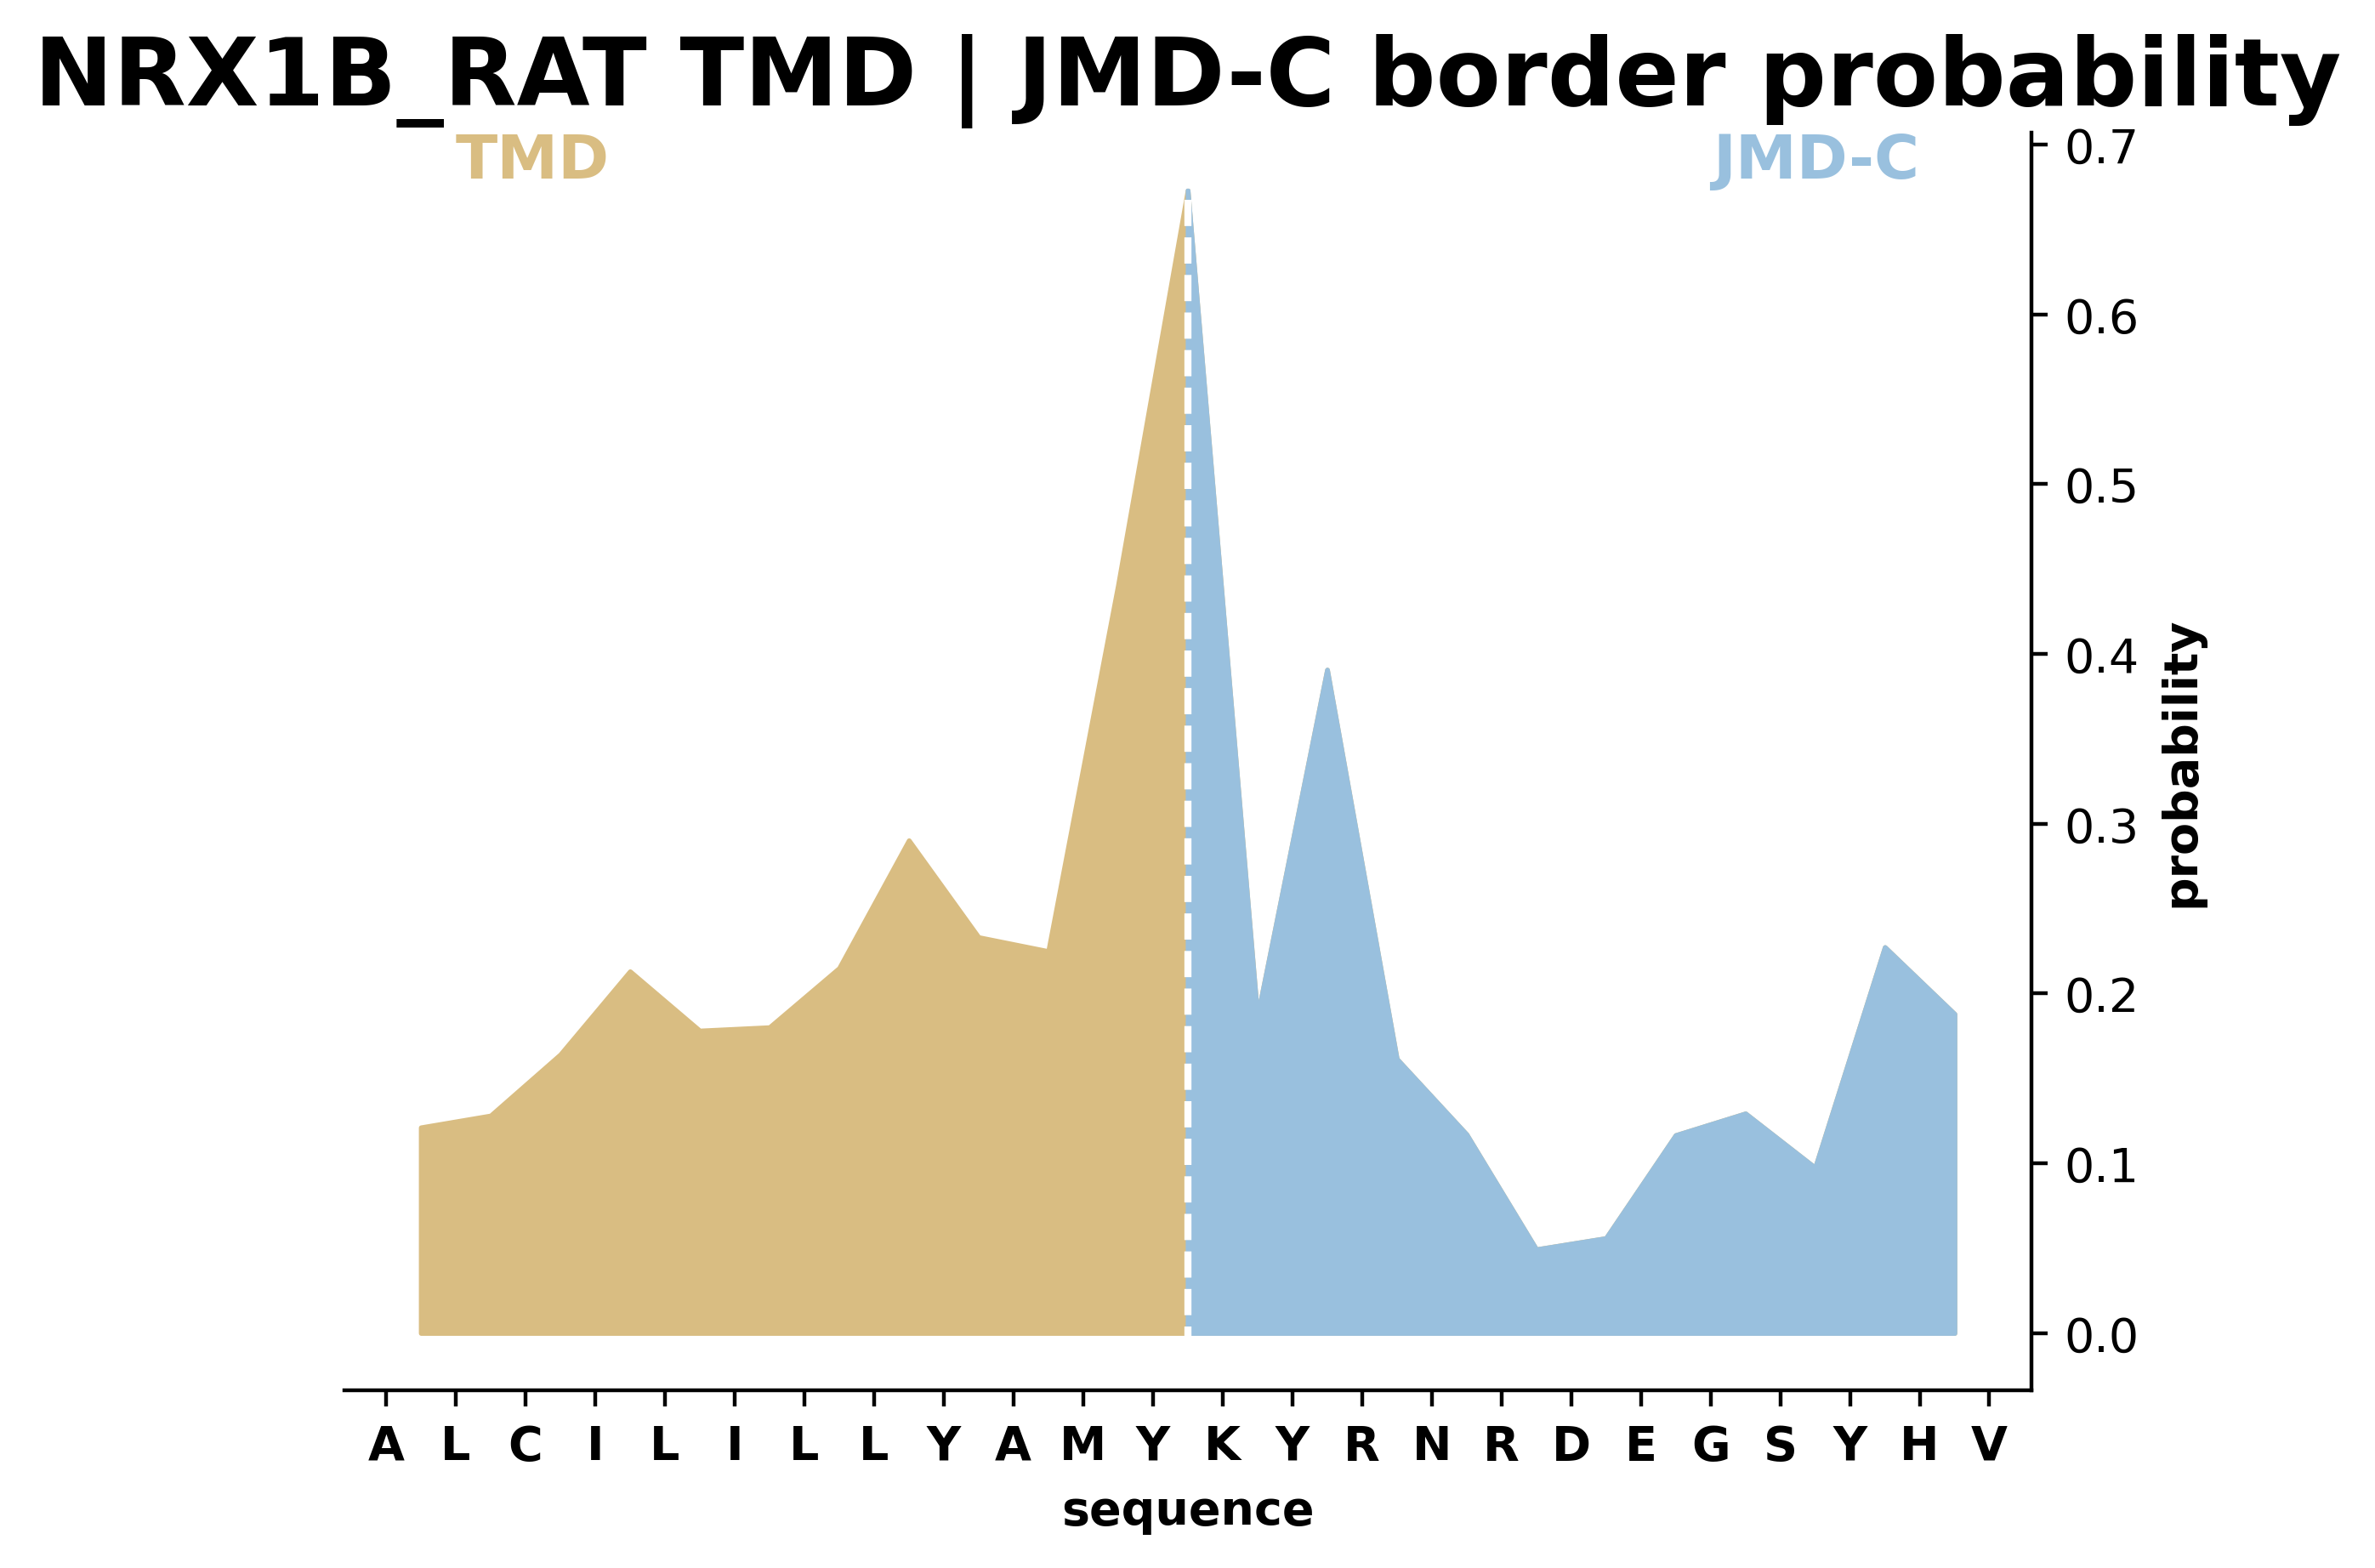 NRX1B_RAT TMD | JMD-C border probability
TMD
JMD-C
0.7
0.6
0.5
0.4
0.3
0.2
0.1
0.0
probability
A L C I L I L L Y A M Y K Y R N R D E G S Y H V
sequence